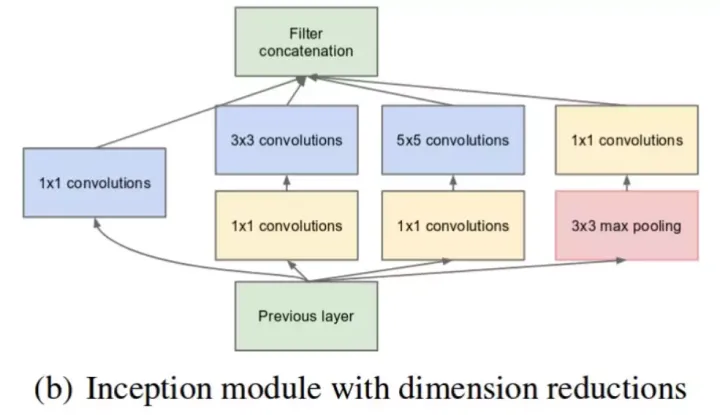 Filter
concatenation
3x3 convolutions
5x5 convolutions
1x1 convolutions
1x1 convolutions
1x1 convolutions
1x1 convolutions
3x3 max pooling
Previous layer
(b) Inception module with dimension reductions